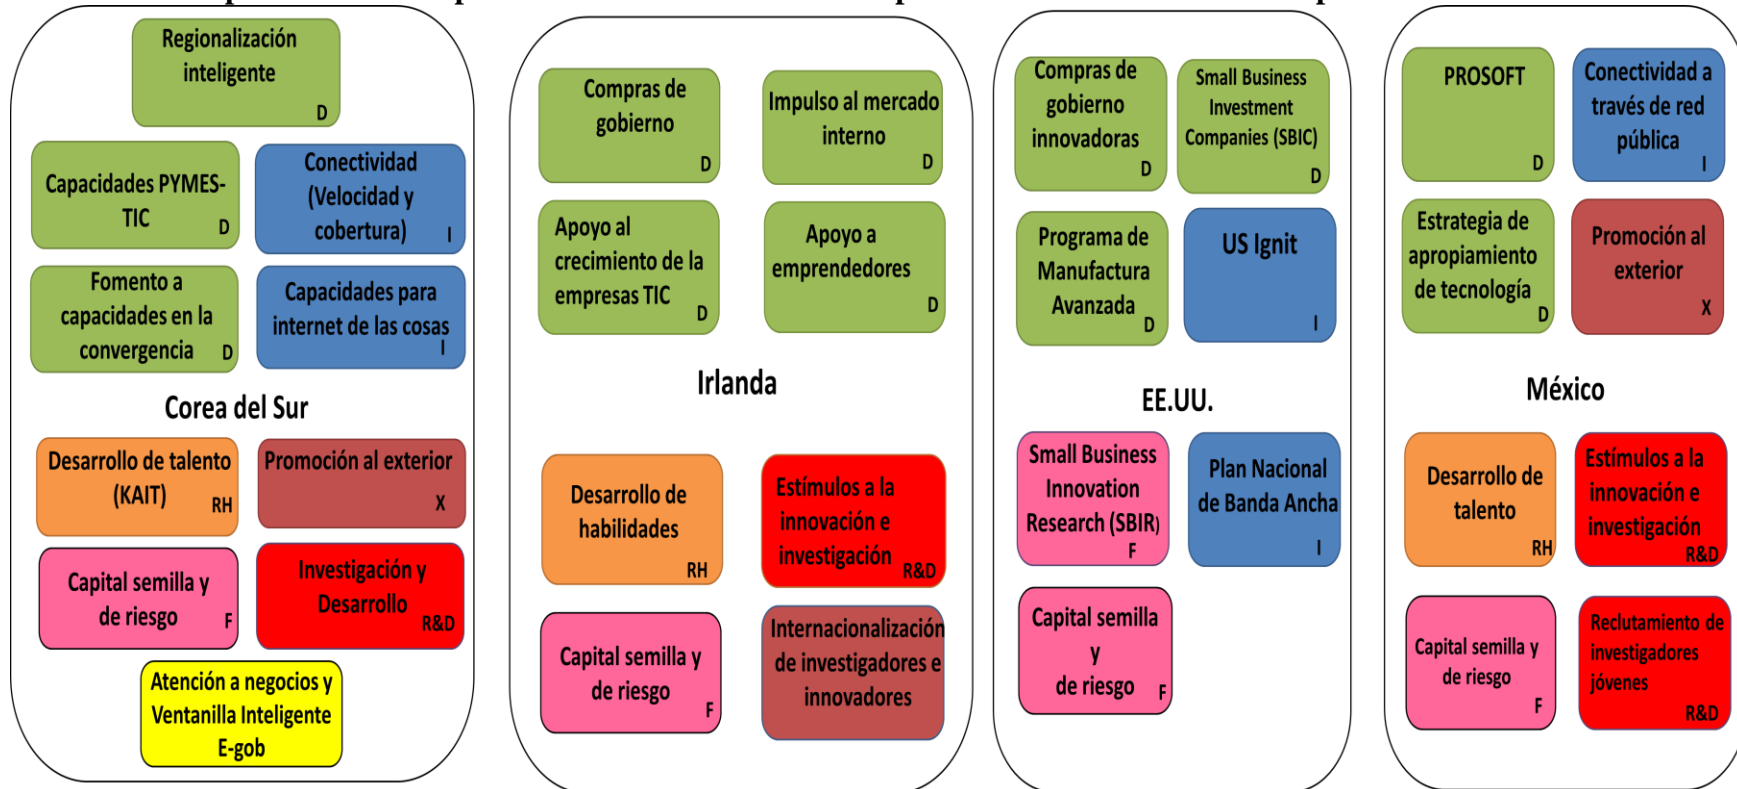 Regionalización
inteligente
D
Capacidades PYMES-
TIC
D
Conectividad
(Velocidad y
cobertura)
I
Fomento a
capacidades en la
convergencia
D
Capacidades para
internet de las cosas
I
Corea del Sur
Desarrollo de talento
(KAIT)
RH
Promoción al exterior
X
Capital semilla y
de riesgo
F
Investigación y
Desarrollo
R&D
Atención a negocios y
Ventanilla Inteligente
E-gob
Compras de
gobierno
D
Impulso al mercado
interno
D
Apoyo al
crecimiento de la
empresas TIC
D
Apoyo a
emprendedores
D
Irlanda
Desarrollo de
habilidades
RH
Estímulos a la
innovación e
investigación
R&D
Capital semilla y
de riesgo
F
Internacionalización
de investigadores e
innovadores
Compras de
gobierno
innovadoras
D
Small Business
Investment
Companies (SBIC)
D
Programa de
Manufactura
Avanzada
D
US Ignit
I
EE.UU.
Small Business
Innovation
Research (SBIR)
F
Plan Nacional
de Banda Ancha
I
Capital semilla
y
de riesgo
F
PROSOFT
D
Conectividad a
través de red
pública
I
Estrategia de
apropiamiento
de tecnología
D
Promoción al
exterior
X
México
Desarrollo de
talento
RH
Estímulos a la
innovación e
investigación
R&D
Capital semilla y
de riesgo
F
Reclutamiento de
investigadores
jóvenes
R&D